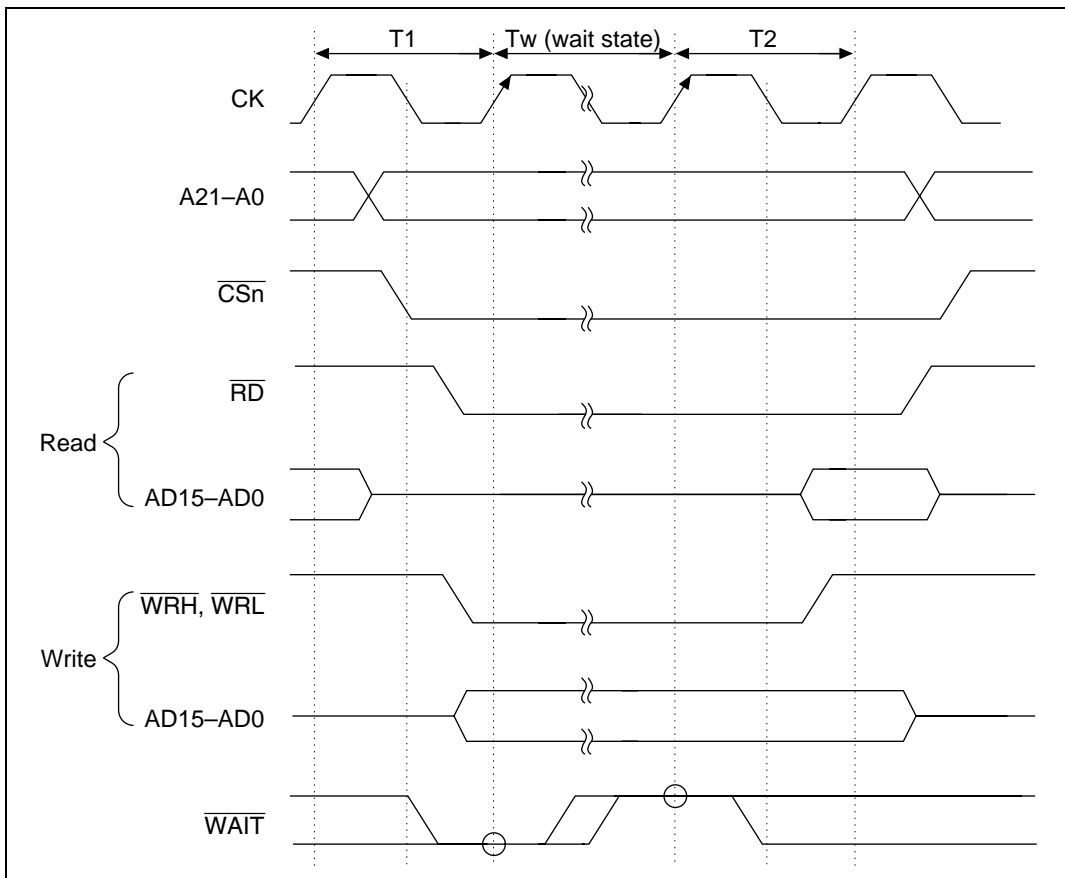 T1 Tw (wait state) T2
CK
A21–A0
CSn
RD
Read
AD15–AD0
WRH, WRL
Write
AD15–AD0
WAIT